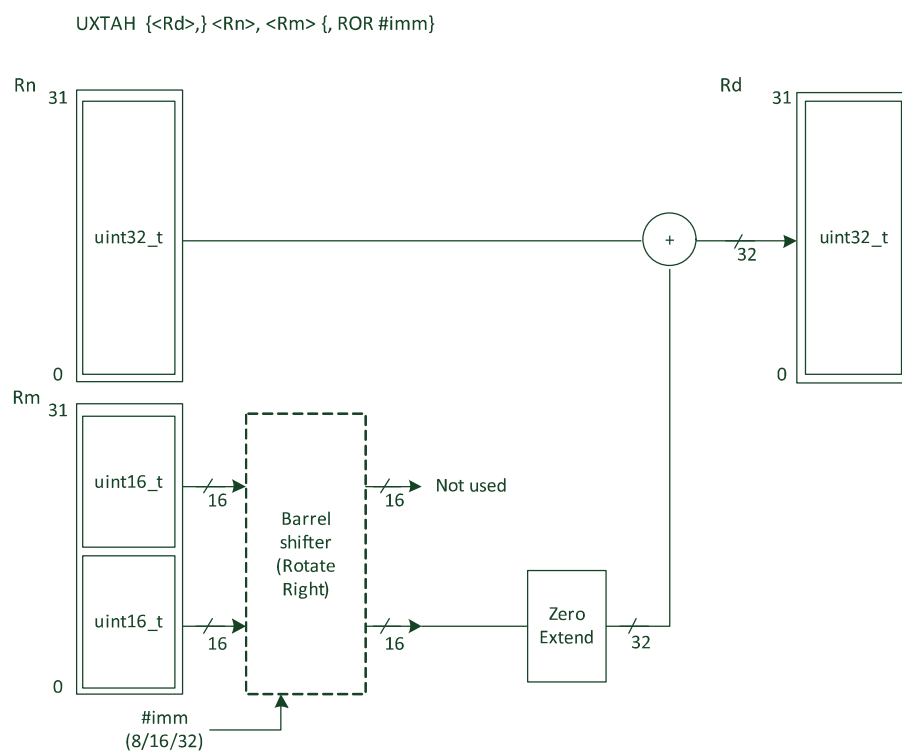 UXTAH {<Rd>,} <Rn>, <Rm> {, ROR #imm}
Rn
31
uint32_t
0
Rd
31
+
32
uint32_t
0
Rm
31
uint16_t
16
uint16_t
16
0
Barrel
shifter
(Rotate
Right)
16
Not used
16
Zero
Extend
32
#imm
(8/16/32)